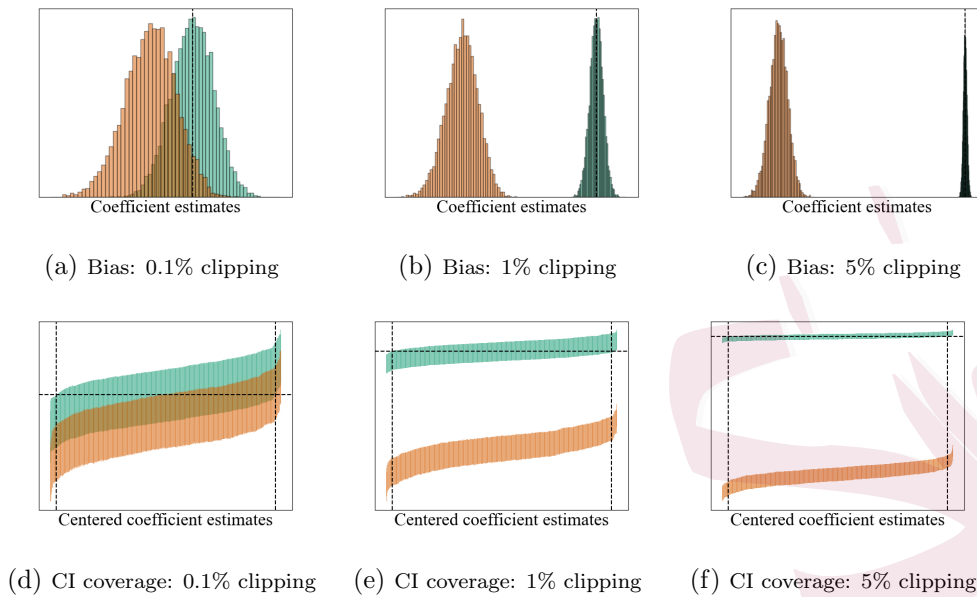 Coefficient estimates
Coefficient estimates
Coefficient estimates
(a) Bias: 0.1% clipping
(b) Bias: 1% clipping
(c) Bias: 5% clipping
Centered coefficient estimates
Centered coefficient estimates
Centered coefficient estimates
(d) CI coverage: 0.1% clipping
(e) CI coverage: 1% clipping
(f) CI coverage: 5% clipping